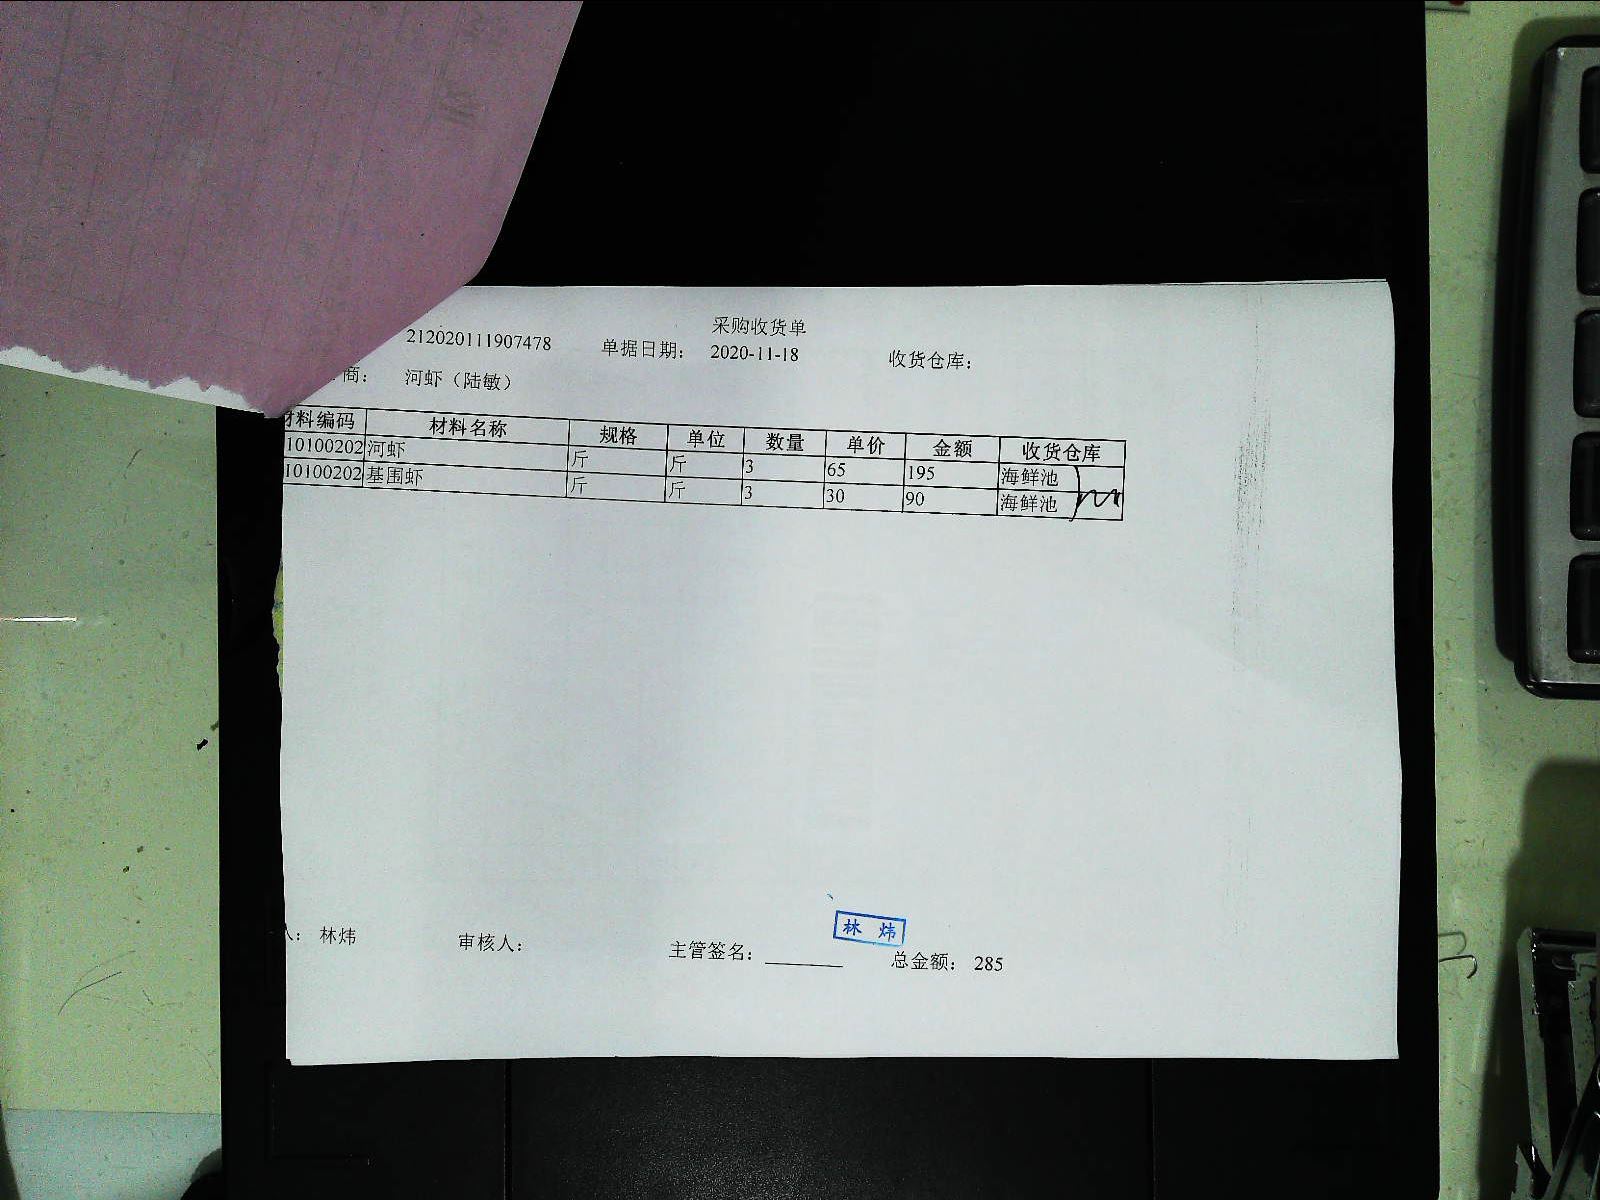 采购收货单
212020111907478 单据日期： 2020-11-18 收货仓库：
商： 河虾（陆敏）
材料编码 材料名称 规格 单位 数量 单价 金额 收货仓库
10100202 河虾 斤 斤 3 65 195 海鲜池
10100202 基围虾 斤 斤 3 30 90 海鲜池
林 炜
人： 林炜 审核人： 主管签名： 总金额： 285